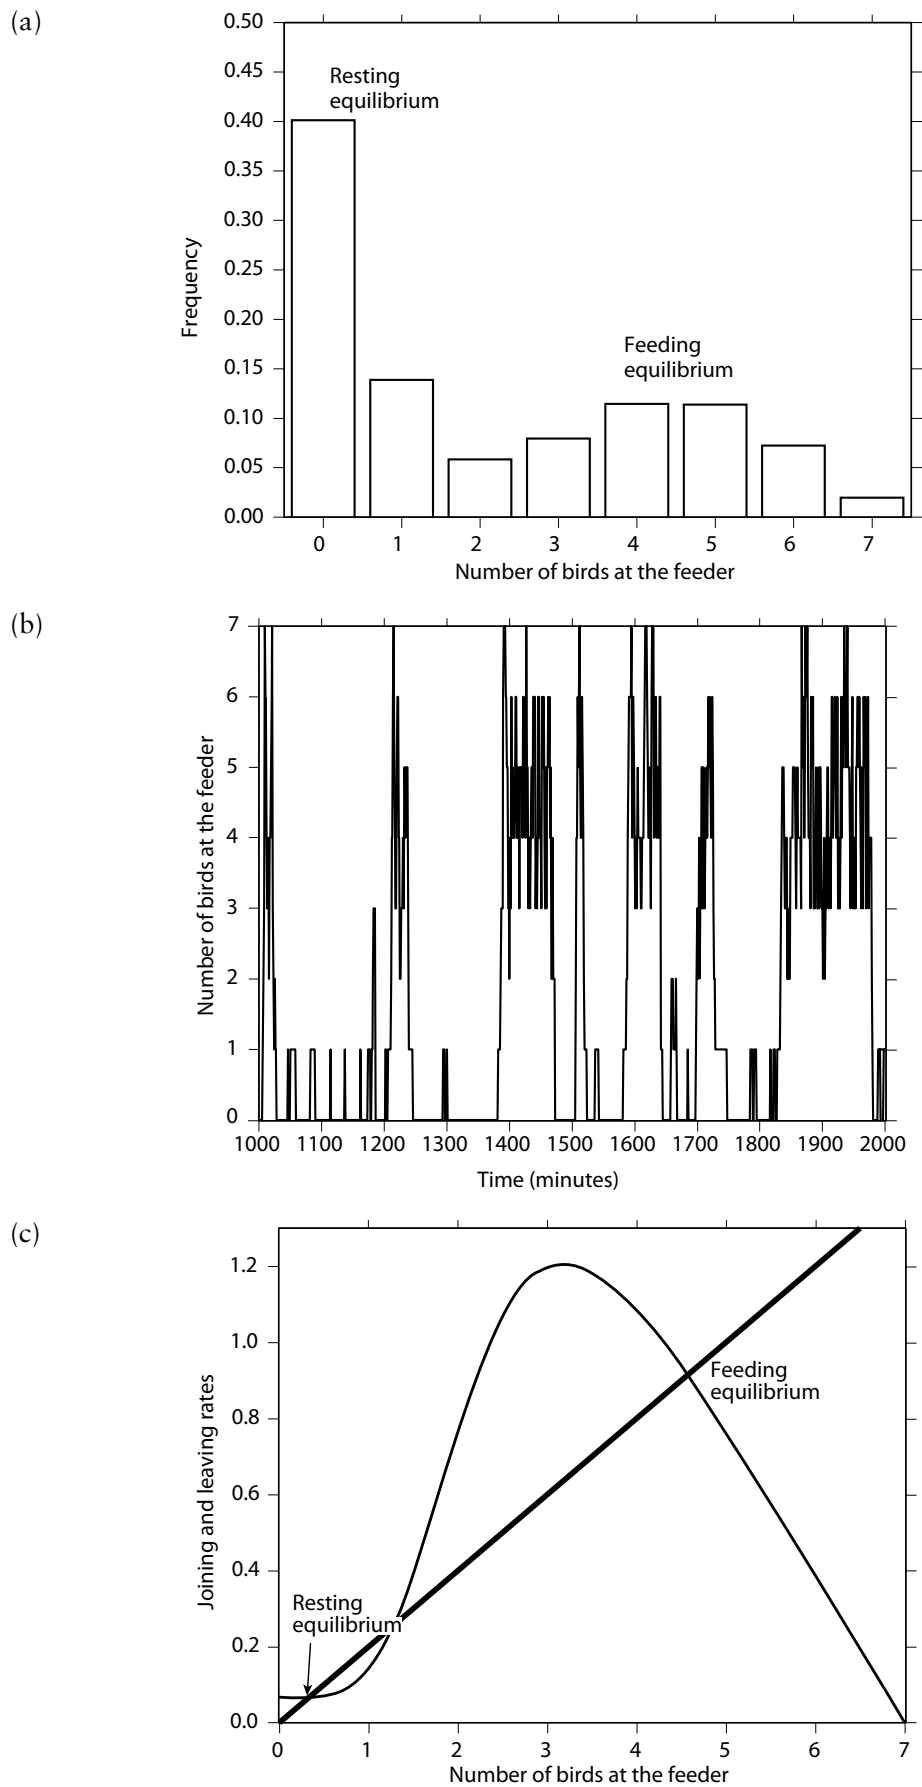 (a)
0.50
0.45
0.40
0.35
0.30
0.25
0.20
0.15
0.10
0.05
0.00
Frequency
Resting
equilibrium
Feeding
equilibrium
0 1 2 3 4 5 6 7
Number of birds at the feeder
(b)
7
6
5
4
3
2
1
0
Number of birds at the feeder
1000 1100 1200 1300 1400 1500 1600 1700 1800 1900 2000
Time (minutes)
(c)
1.2
1.0
0.8
0.6
0.4
0.2
0.0
Joining and leaving rates
Feeding
equilibrium
Resting
equilibrium
0 1 2 3 4 5 6 7
Number of birds at the feeder